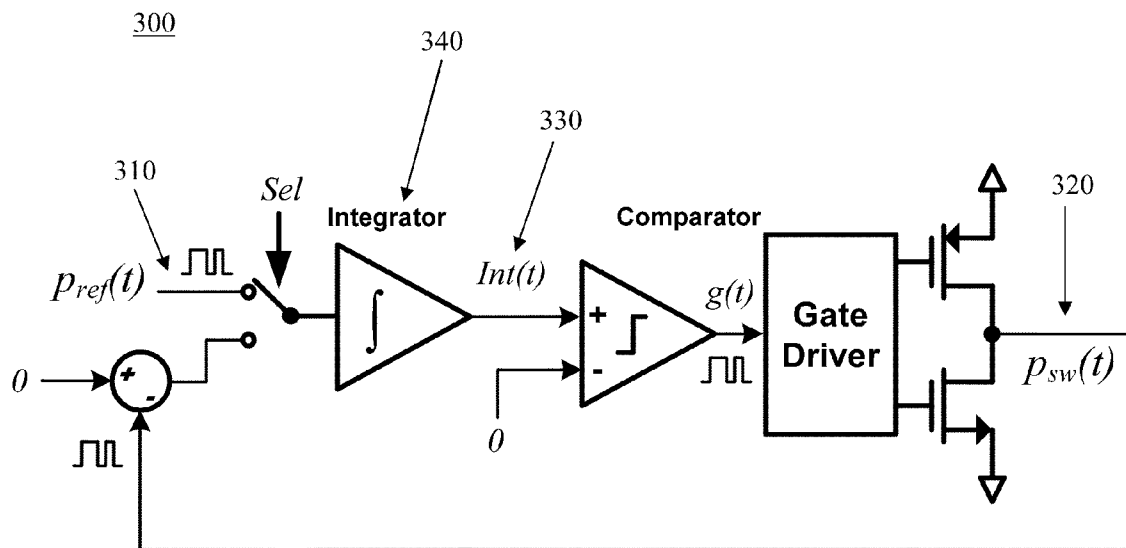 300
340
330
310
Sel
Integrator
Comparator
320
p_ref(t)
∫
Int(t)
+
-
g(t)
Gate
Driver
p_sw(t)
0
+
-
0